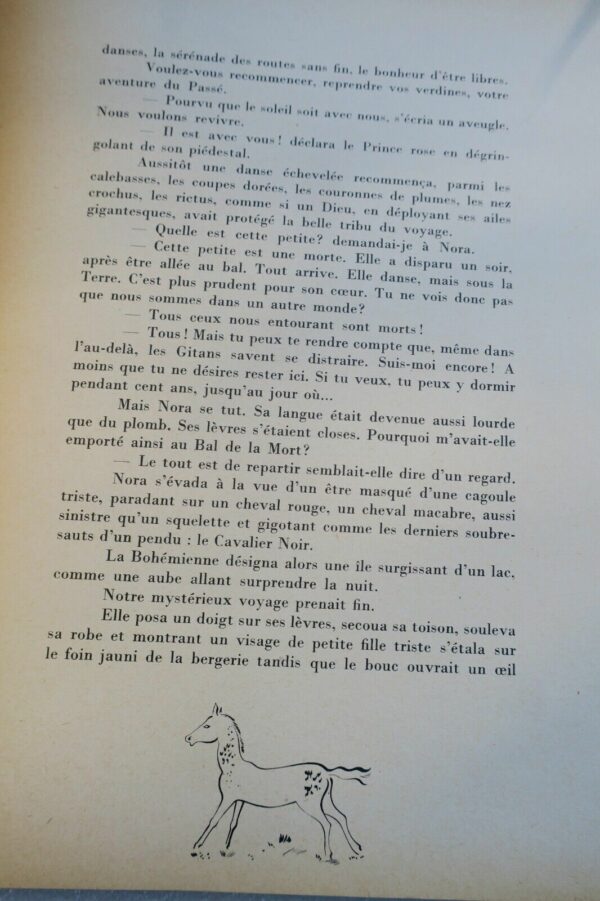 danses, la sérénade des routes sans fin, le bonheur d'être libres.
Voulez-vous recommencer, reprendre vos verdines, votre
aventure du Passé.
— Pourvu que le soleil soit avec nous, s'écria un aveugle.
Nous voulons revivre.
— Il est avec vous! déclara le Prince rose en dégrin-
golant de son piédestal.
Aussitôt une danse échevelée recommença, parmi les
calebasses, les coupes dorées, les couronnes de plumes, les nez
crochus, les rictus, comme si un Dieu, en déployant ses ailes
gigantesques, avait protégé la belle tribu du voyage.
— Quelle est cette petite? demandai-je à Nora.
— Cette petite est une morte. Elle a disparu un soir,
après être allée au bal. Tout arrive. Elle danse, mais sous la
Terre. C'est plus prudent pour son cœur. Tu ne vois donc pas
que nous sommes dans un autre monde?
— Tous ceux nous entourant sont morts!
— Tous! Mais tu peux te rendre compte que, même dans
l'au-delà, les Gitans savent se distraire. Suis-moi encore! A
moins que tu ne désires rester ici. Si tu veux, tu peux y dormir
pendant cent ans, jusqu'au jour où...
Mais Nora se tut. Sa langue était devenue aussi lourde
que du plomb. Ses lèvres s'étaient closes. Pourquoi m'avait-elle
emporté ainsi au Bal de la Mort?
— Le tout est de repartir semblait-elle dire d'un regard.
Nora s'évada à la vue d'un être masqué d'une cagoule
triste, paradant sur un cheval rouge, un cheval macabre, aussi
sinistre qu'un squelette et gigotant comme les derniers soubre-
sauts d'un pendu : le Cavalier Noir.
La Bohémienne désigna alors une île surgissant d'un lac,
comme une aube allant surprendre la nuit.
Notre mystérieux voyage prenait fin.
Elle posa un doigt sur ses lèvres, secoua sa toison, souleva
sa robe et montrant un visage de petite fille triste s'étala sur
le foin jauni de la bergerie tandis que le bouc ouvrait un œil